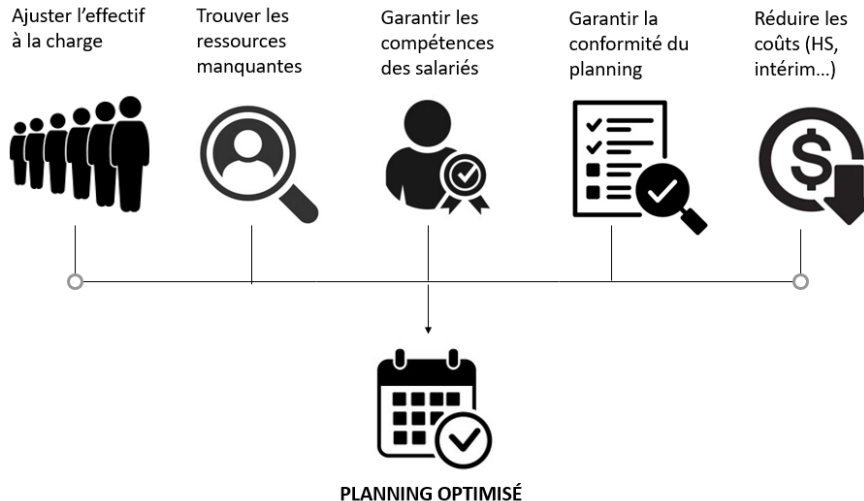 Ajuster l'effectif
à la charge
Trouver les
ressources
manquantes
Garantir les
compétences
des salariés
Garantir la
conformité du
planning
Réduire les
coûts (HS,
intérim...)
$
PLANNING OPTIMISÉ